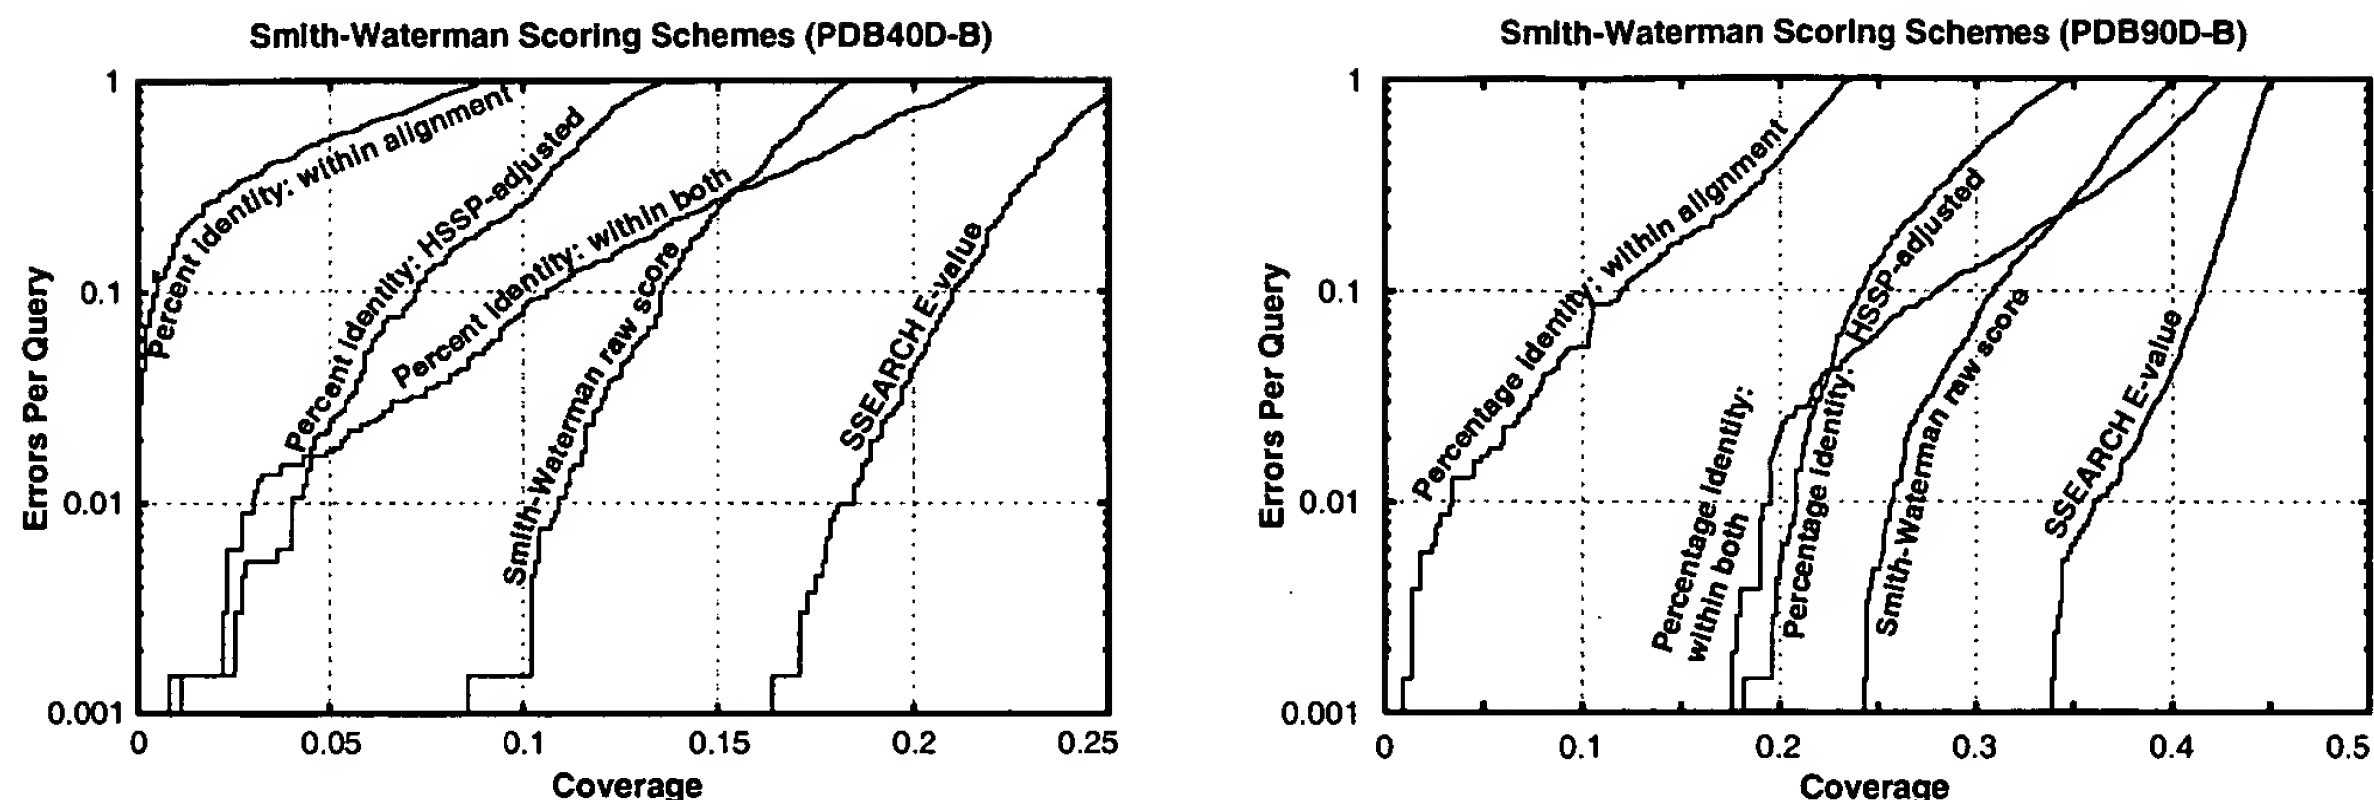 Smith-Waterman Scoring Schemes (PDB40D-B)
1
0.1
0.01
0.001
Errors Per Query
Percent identity: within alignment
Percent identity: HSSP-adjusted
Percent identity: within both
Smith-Waterman raw score
SSEARCH E-value
0
0.05
0.1
0.15
0.2
0.25
Coverage
Smith-Waterman Scoring Schemes (PDB90D-B)
1
0.1
0.01
0.001
Errors Per Query
Percentage identity: within alignment
Percentage identity:
within both
Percentage identity: HSSP-adjusted
Smith-Waterman raw score
SSEARCH E-value
0
0.1
0.2
0.3
0.4
0.5
Coverage